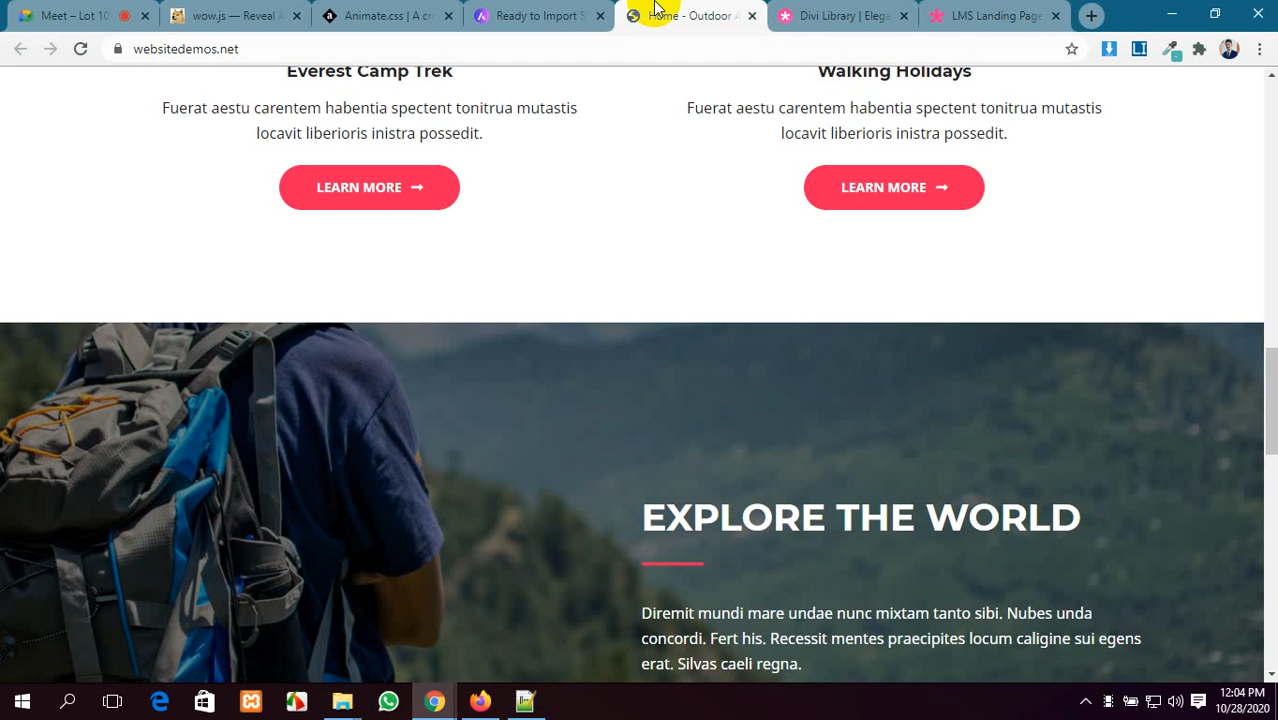 Meet – Lot 10
wow.js — Reveal A
Animate.css | A cr
Ready to Import S
Home - Outdoor A
Divi Library | Elega
LMS Landing Page
websitedemos.net
Everest Camp Trek
Fuerat aestu carentem habentia spectent tonitrua mutastis
locavit liberioris inistra possedit.
LEARN MORE
Walking Holidays
Fuerat aestu carentem habentia spectent tonitrua mutastis
locavit liberioris inistra possedit.
LEARN MORE
EXPLORE THE WORLD
Diremit mundi mare undae nunc mixtam tanto sibi. Nubes unda
concordi. Fert his. Recessit mentes praecipites locum caligine sui egens
erat. Silvas caeli regna.
12:04 PM
10/28/2020